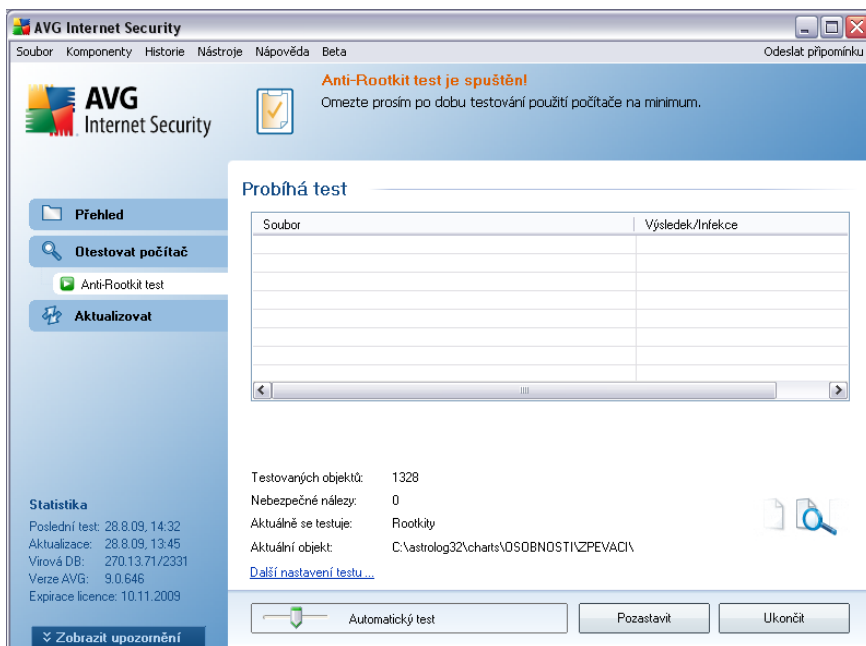 AVG Internet Security
Soubor Komponenty Historie Nástroje Nápověda Beta Odeslat připomínku
AVG
Internet Security
Anti-Rootkit test je spuštěn!
Omezte prosím po dobu testování použití počítače na minimum.
Přehled
Otestovat počítač
Anti-Rootkit test
Aktualizovat
Probíhá test
Soubor Výsledek/Infekce
Testovaných objektů: 1328
Nebezpečné nálezy: 0
Aktuálně se testuje: Rootkity
Aktuální objekt: C:\astrolog32\charts\OSOBNOSTI\ZPEVACI\
Další nastavení testu ...
Statistika
Poslední test: 28.8.09, 14:32
Aktualizace: 28.8.09, 13:45
Virová DB: 270.13.71/2331
Verze AVG: 9.0.646
Expirace licence: 10.11.2009
Zobrazit upozornění
Automatický test
Pozastavit
Ukončit